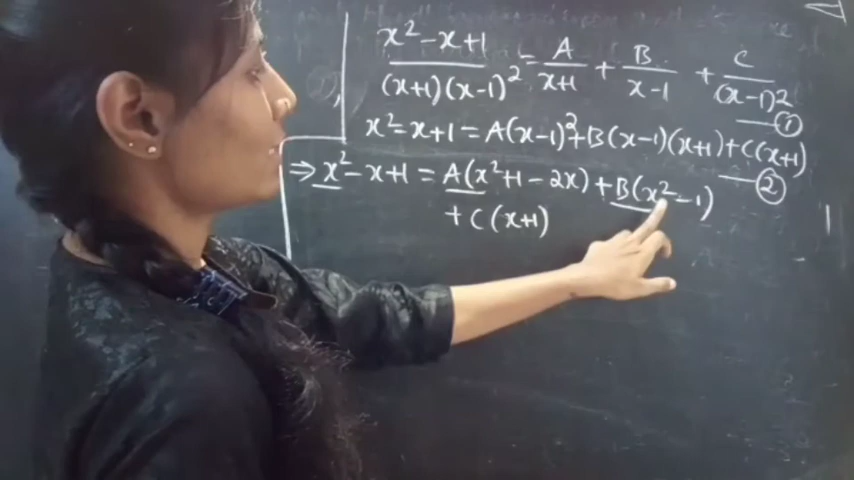 x² - x + 1 / (x+1)(x-1)² = A/(x+1) + B/(x-1) + C/(x-1)² —①
x² - x + 1 = A(x-1)² + B(x-1)(x+1) + C(x+1) —②
⇒ x² - x + 1 = A(x² + 1 - 2x) + B(x² - 1)
+ C(x+1)